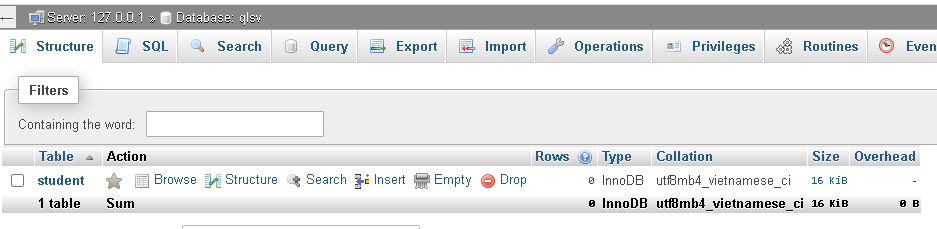 ← Server: 127.0.0.1 » Database: qlsv
Structure SQL Search Query Export Import Operations Privileges Routines Even
Filters
Containing the word:
Table Action Rows Type Collation Size Overhead
student Browse Structure Search Insert Empty Drop 0 InnoDB utf8mb4_vietnamese_ci 16 KiB -
1 table Sum 0 InnoDB utf8mb4_vietnamese_ci 16 KiB 0 B